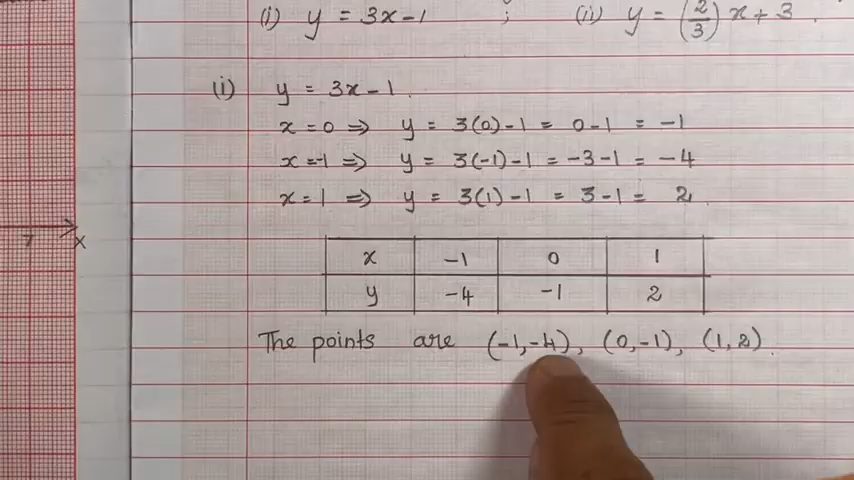 (i) y = 3x-1 ; (ii) y = (2/3) x + 3.
(i) y = 3x-1.
x=0 ⇒ y = 3(0)-1 = 0-1 = -1
x=-1 ⇒ y = 3(-1)-1 = -3-1 = -4
x=1 ⇒ y = 3(1)-1 = 3-1 = 2
x -1 0 1
y -4 -1 2
The points are (-1,-4), (0,-1), (1,2).
7 X